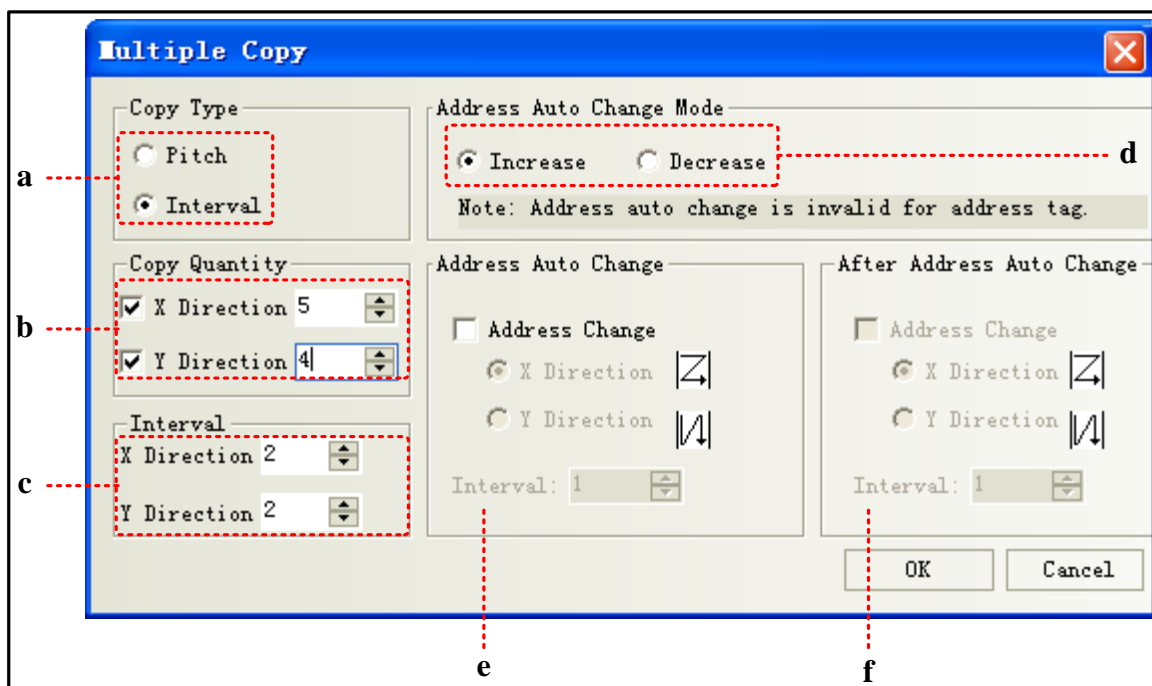 Multiple Copy
Copy Type
Pitch
Interval
a
Address Auto Change Mode
Increase Decrease
d
Note: Address auto change is invalid for address tag.
Copy Quantity
X Direction 5
Y Direction 4
b
Interval
X Direction 2
Y Direction 2
c
Address Auto Change
Address Change
X Direction
Y Direction
Interval: 1
e
After Address Auto Change
Address Change
X Direction
Y Direction
Interval: 1
f
OK Cancel